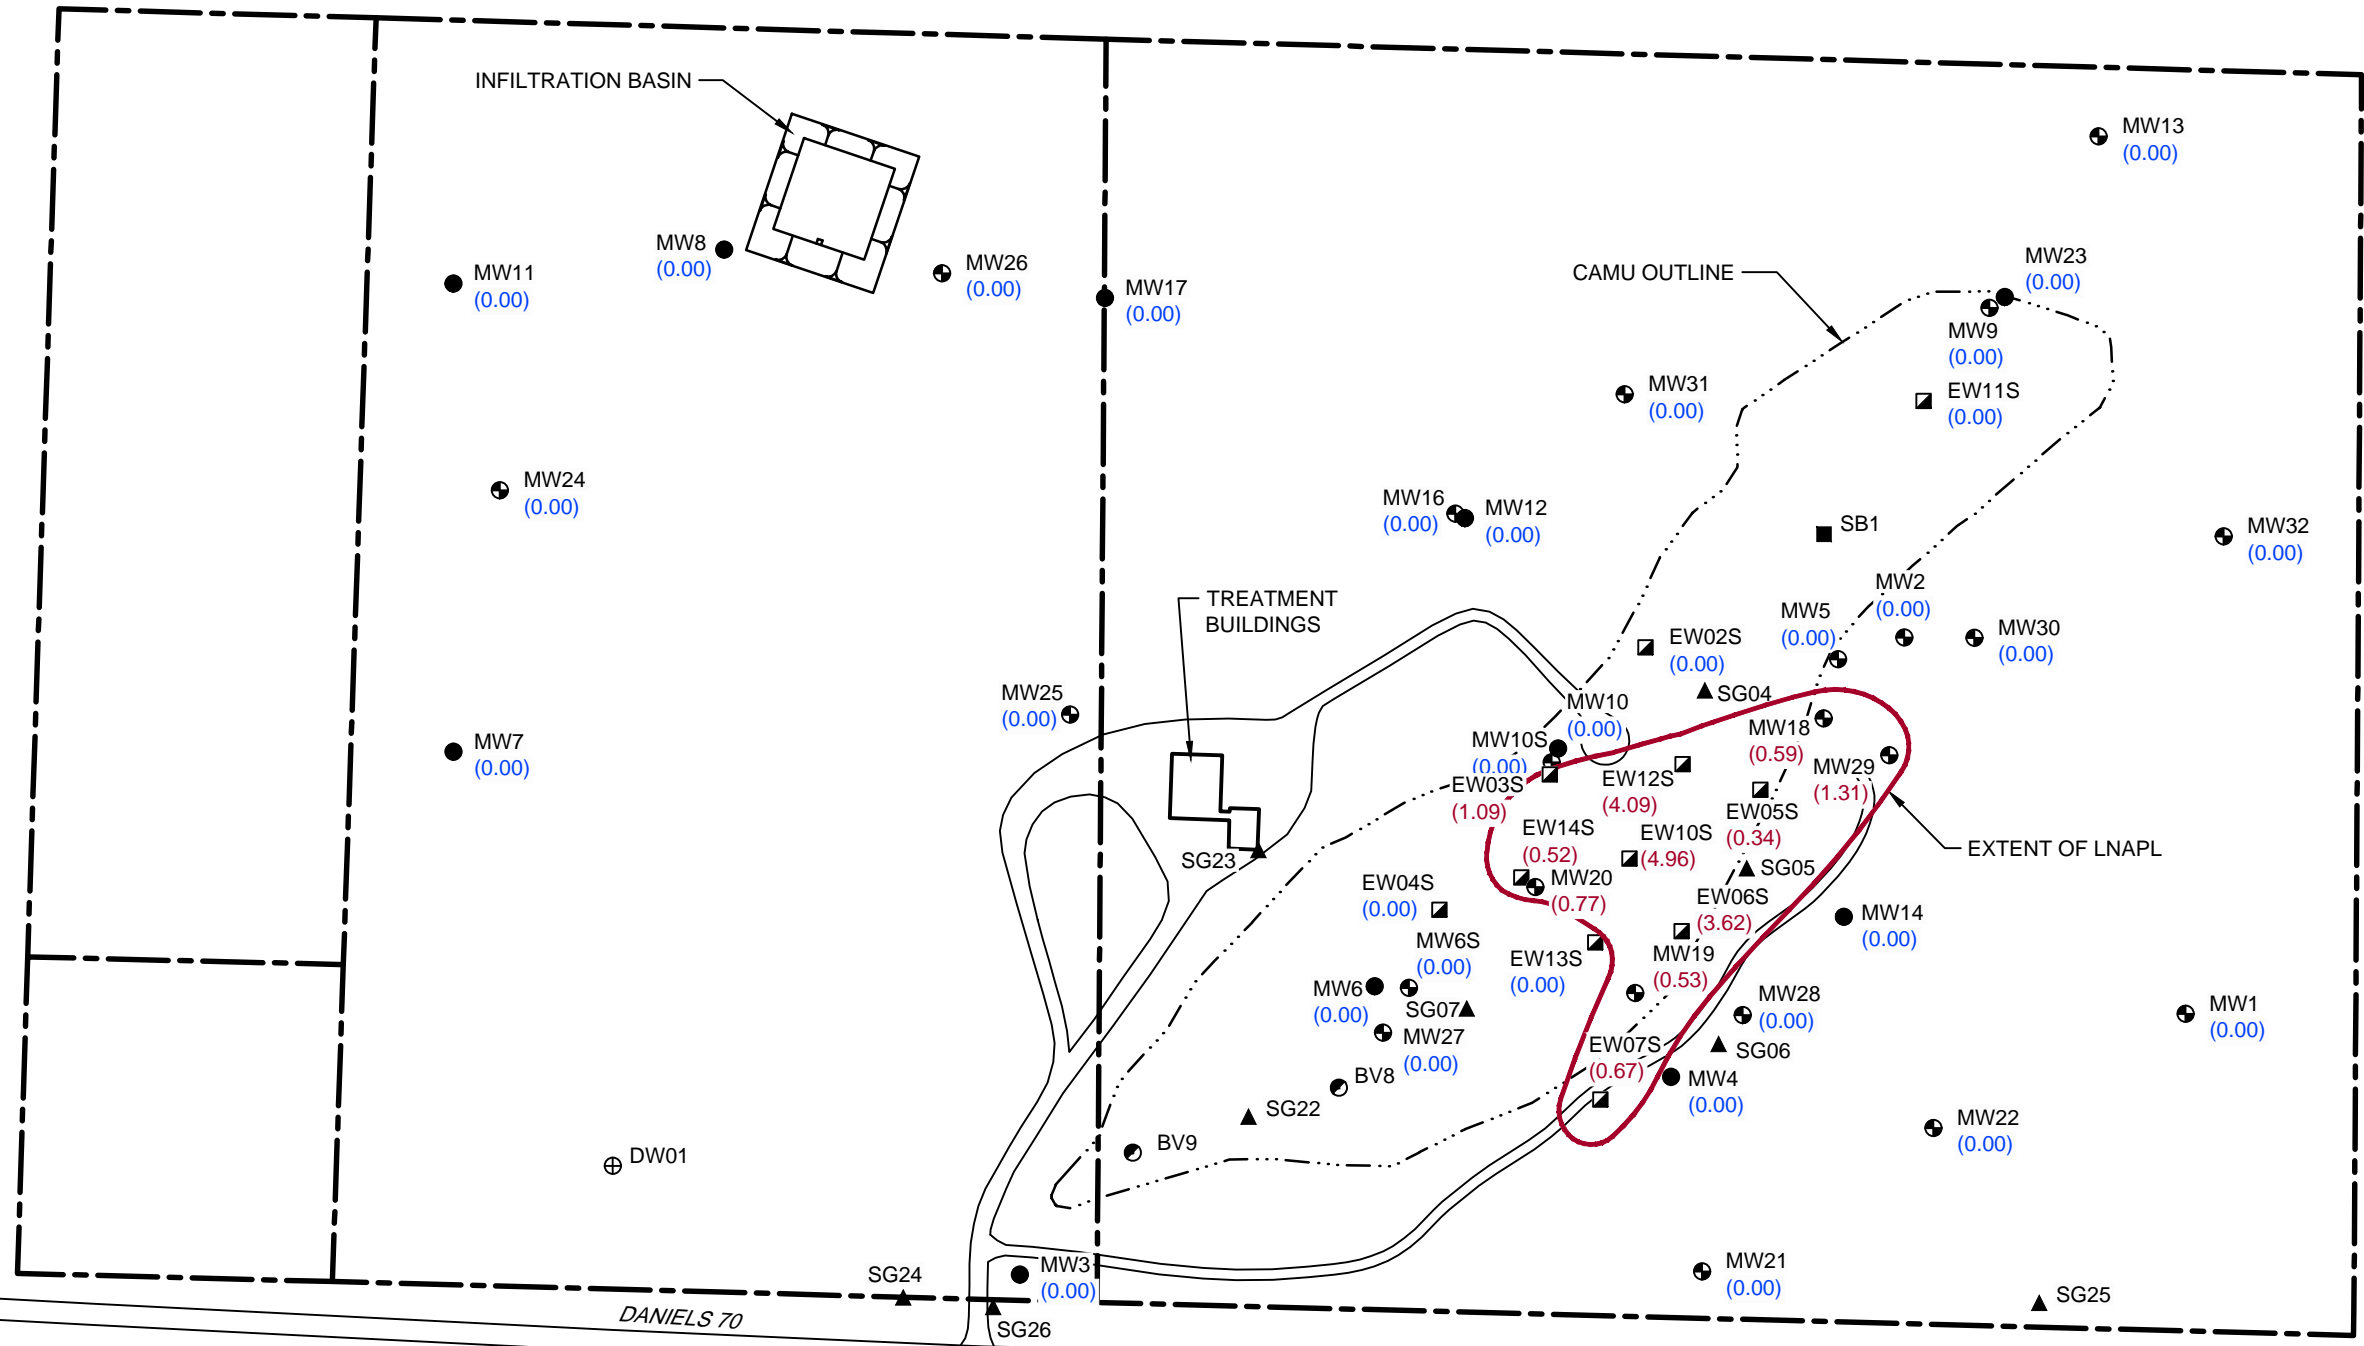 INFILTRATION BASIN
MW13
(0.00)
MW8
(0.00)
MW11
(0.00)
MW26
(0.00)
MW17
(0.00)
CAMU OUTLINE
MW23
(0.00)
MW9
(0.00)
MW31
(0.00)
EW11S
(0.00)
MW24
(0.00)
MW16
(0.00)
MW12
(0.00)
SB1
MW32
(0.00)
TREATMENT
BUILDINGS
MW2
(0.00)
MW5
(0.00)
MW30
(0.00)
EW02S
(0.00)
SG04
MW25
(0.00)
MW10
(0.00)
MW7
(0.00)
MW10S
(0.00)
MW18
(0.59)
EW03S
(1.09)
EW12S
(4.09)
MW29
(1.31)
EW05S
(0.34)
EW14S
(0.52)
EW10S
(4.96)
EXTENT OF LNAPL
SG23
SG05
MW20
(0.77)
EW04S
(0.00)
EW06S
(3.62)
MW14
(0.00)
MW6S
(0.00)
EW13S
(0.00)
MW19
(0.53)
MW6
(0.00)
SG07
MW28
(0.00)
MW1
(0.00)
MW27
(0.00)
EW07S
(0.67)
SG06
BV8
MW4
(0.00)
SG22
MW22
(0.00)
BV9
DW01
MW3
(0.00)
MW21
(0.00)
SG24
SG25
DANIELS 70
SG26